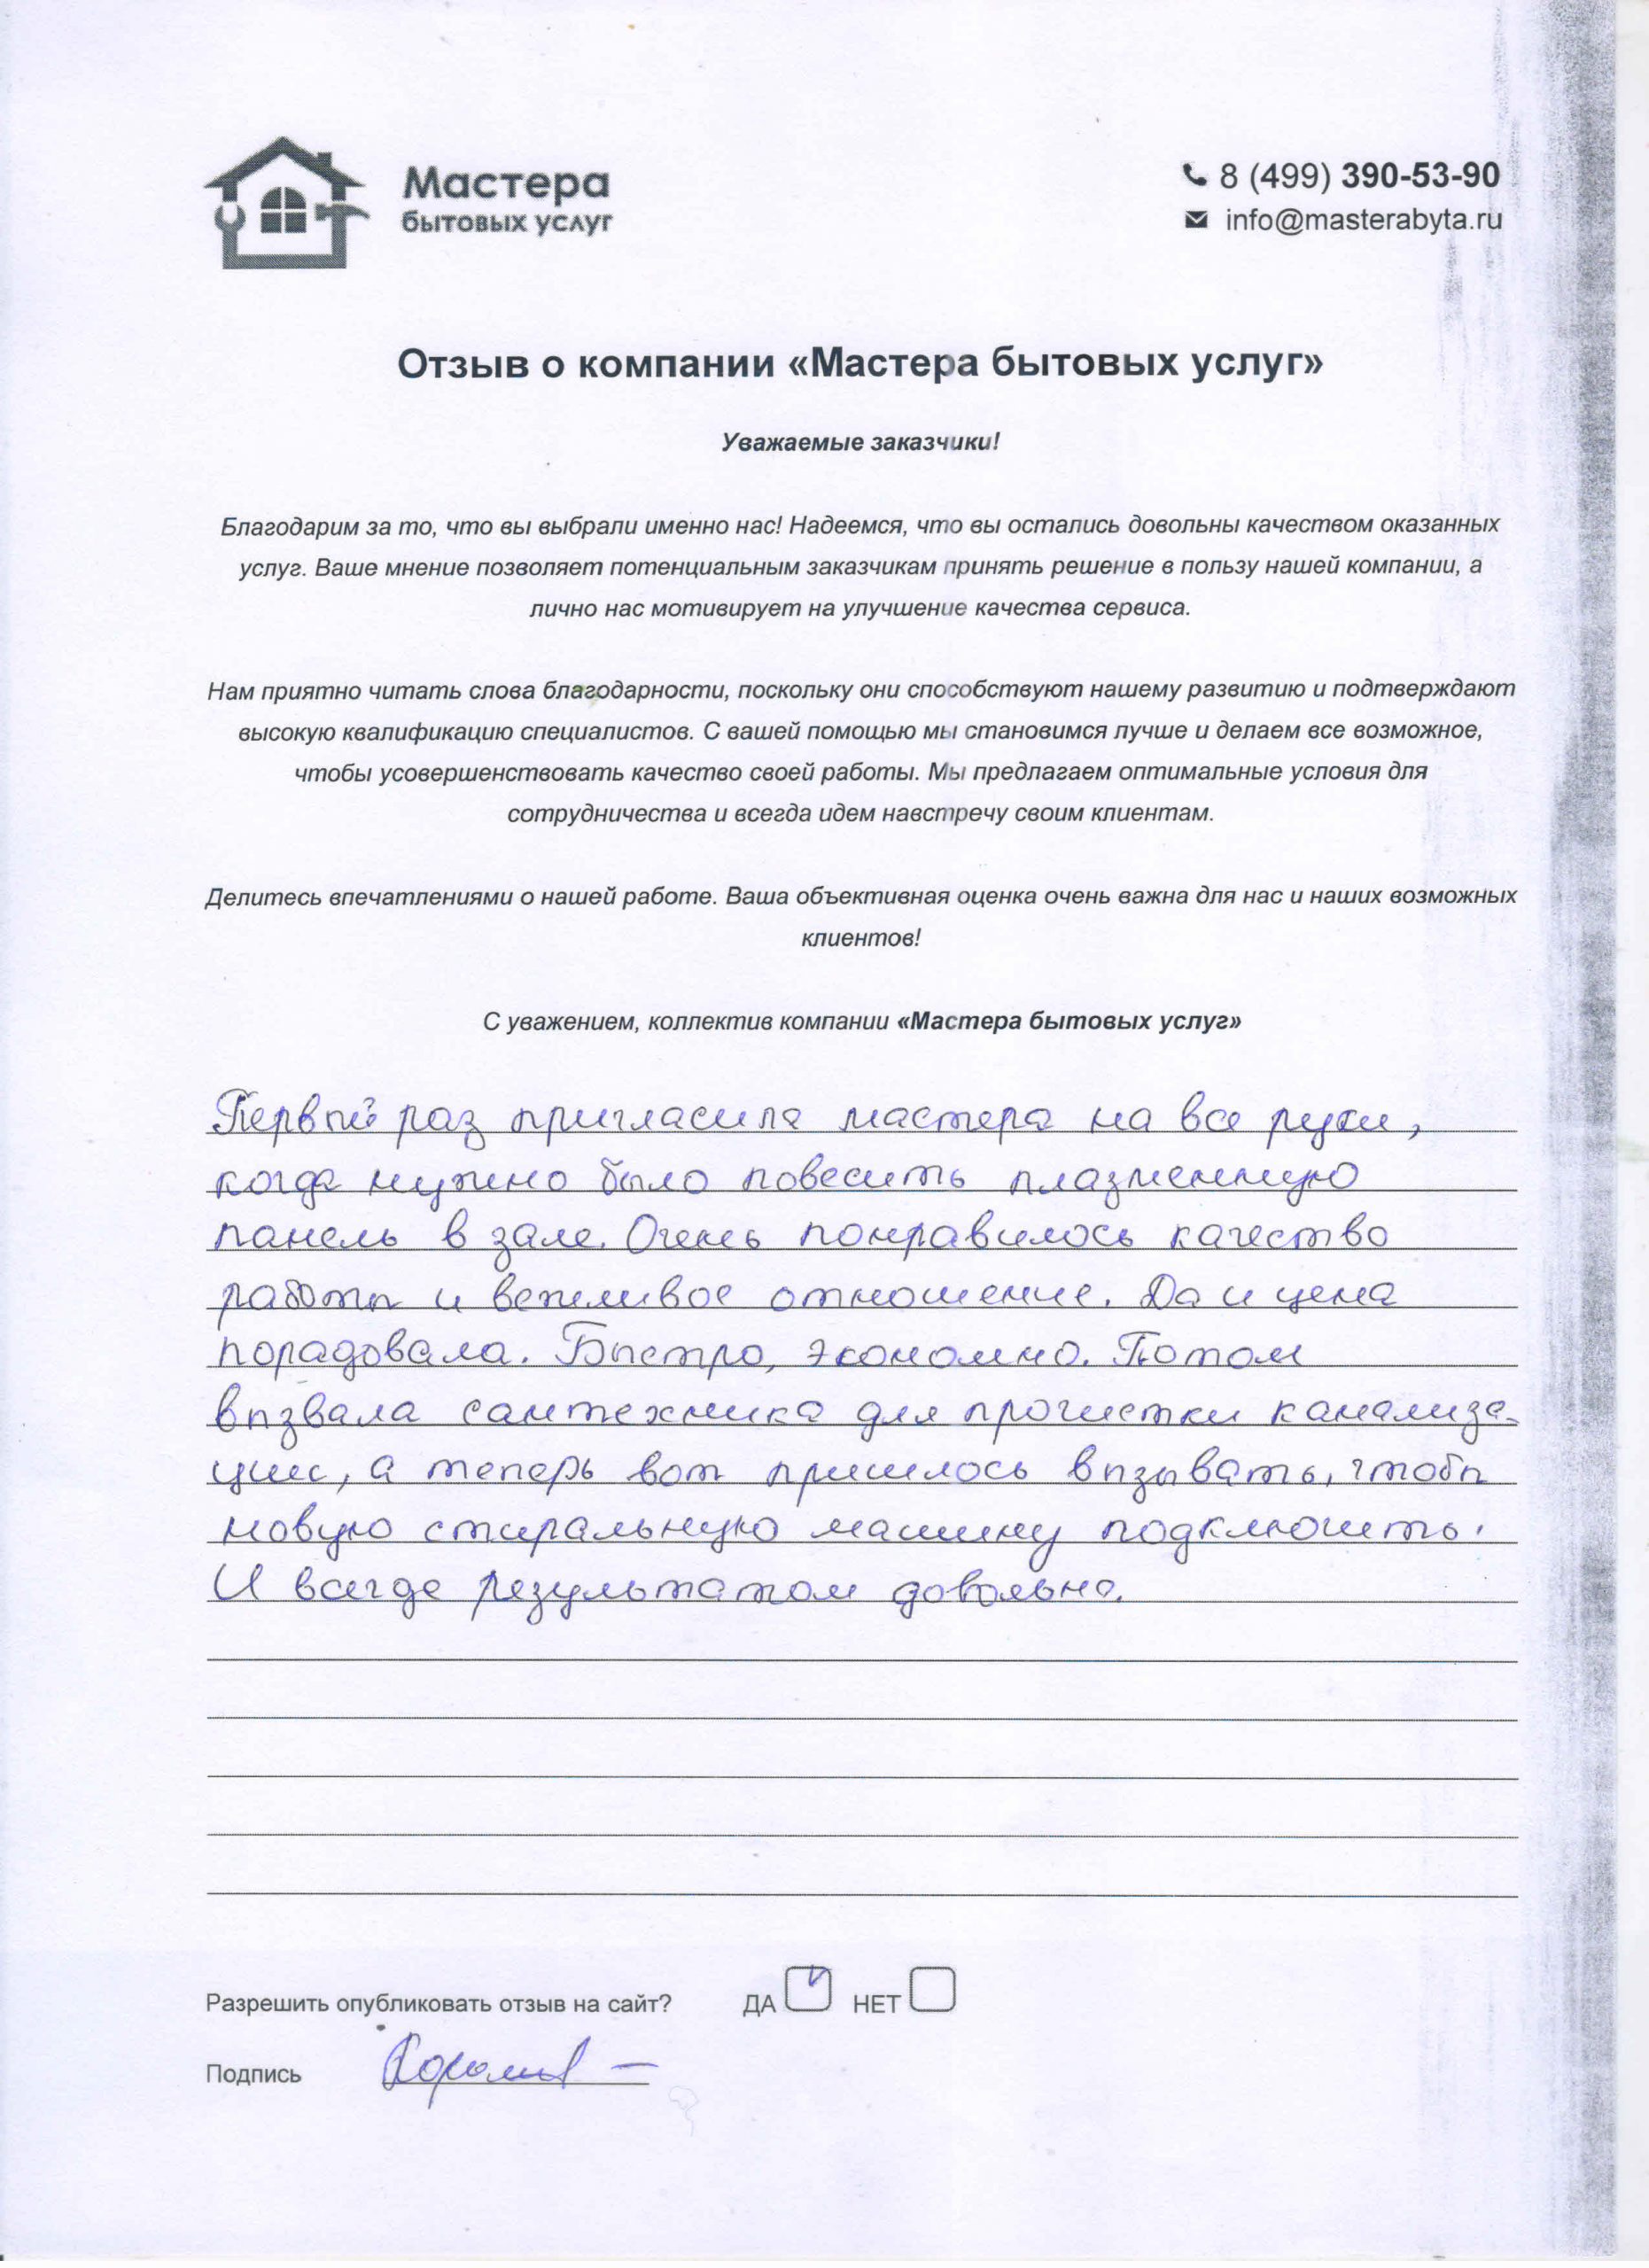 Мастера
бытовых услуг
8 (499) 390-53-90
info@masterabyta.ru
Отзыв о компании «Мастера бытовых услуг»
Уважаемые заказчики!
Благодарим за то, что вы выбрали именно нас! Надеемся, что вы остались довольны качеством оказанных
услуг. Ваше мнение позволяет потенциальным заказчикам принять решение в пользу нашей компании, а
лично нас мотивирует на улучшение качества сервиса.
Нам приятно читать слова благодарности, поскольку они способствуют нашему развитию и подтверждают
высокую квалификацию специалистов. С вашей помощью мы становимся лучше и делаем все возможное,
чтобы усовершенствовать качество своей работы. Мы предлагаем оптимальные условия для
сотрудничества и всегда идем навстречу своим клиентам.
Делитесь впечатлениями о нашей работе. Ваша объективная оценка очень важна для нас и наших возможных
клиентов!
С уважением, коллектив компании «Мастера бытовых услуг»
Первый раз пригласила мастера на все руки,
когда нужно было повесить плазменную
панель в зале. Очень понравилось качество
работы и вежливое отношение. Да и цена
порадовала. Быстро, экономно. Потом
вызвала сантехника для прочистки канализа-
ции, а теперь вот пришлось вызывать, чтобы
новую стиральную машину подключить.
И всегда результатом довольна.
Разрешить опубликовать отзыв на сайт? ДА НЕТ
Подпись